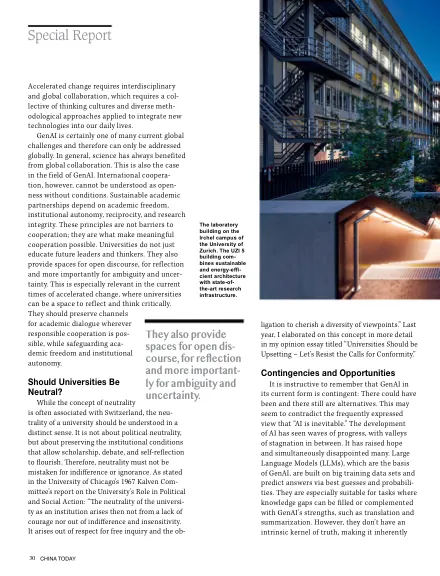 Special Report
Accelerated change requires interdisciplinary
and global collaboration, which requires a col-
lective of thinking cultures and diverse meth-
odological approaches applied to integrate new
technologies into our daily lives.
GenAI is certainly one of many current global
challenges and therefore can only be addressed
globally. In general, science has always benefited
from global collaboration. This is also the case
in the field of GenAI. International coopera-
tion, however, cannot be understood as open-
ness without conditions. Sustainable academic
partnerships depend on academic freedom,
institutional autonomy, reciprocity, and research
integrity. These principles are not barriers to
cooperation; they are what make meaningful
cooperation possible. Universities do not just
educate future leaders and thinkers. They also
provide spaces for open discourse, for reflection
and more importantly for ambiguity and uncer-
tainty. This is especially relevant in the current
times of accelerated change, where universities
can be a space to reflect and think critically.
They should preserve channels
for academic dialogue wherever
responsible cooperation is pos-
sible, while safeguarding aca-
demic freedom and institutional
autonomy.
Should Universities Be
Neutral?
While the concept of neutrality
is often associated with Switzerland, the neu-
trality of a university should be understood in a
distinct sense. It is not about political neutrality,
but about preserving the institutional conditions
that allow scholarship, debate, and self-reflection
to flourish. Therefore, neutrality must not be
mistaken for indifference or ignorance. As stated
in the University of Chicago's 1967 Kalven Com-
mittee's report on the University's Role in Political
and Social Action: "The neutrality of the universi-
ty as an institution arises then not from a lack of
courage nor out of indifference and insensitivity.
It arises out of respect for free inquiry and the ob-
The laboratory
building on the
Irchel campus of
the University of
Zurich. The UZI 5
building com-
bines sustainable
and energy-effi-
cient architecture
with state-of-
the-art research
infrastructure.
They also provide
spaces for open dis-
course, for reflection
and more important-
ly for ambiguity and
uncertainty.
ligation to cherish a diversity of viewpoints." Last
year, I elaborated on this concept in more detail
in my opinion essay titled "Universities Should be
Upsetting – Let's Resist the Calls for Conformity."
Contingencies and Opportunities
It is instructive to remember that GenAI in
its current form is contingent: There could have
been and there still are alternatives. This may
seem to contradict the frequently expressed
view that "AI is inevitable." The development
of AI has seen waves of progress, with valleys
of stagnation in between. It has raised hope
and simultaneously disappointed many. Large
Language Models (LLMs), which are the basis
of GenAI, are built on big training data sets and
predict answers via best guesses and probabili-
ties. They are especially suitable for tasks where
knowledge gaps can be filled or complemented
with GenAI's strengths, such as translation and
summarization. However, they don't have an
intrinsic kernel of truth, making it inherently
30 CHINA TODAY